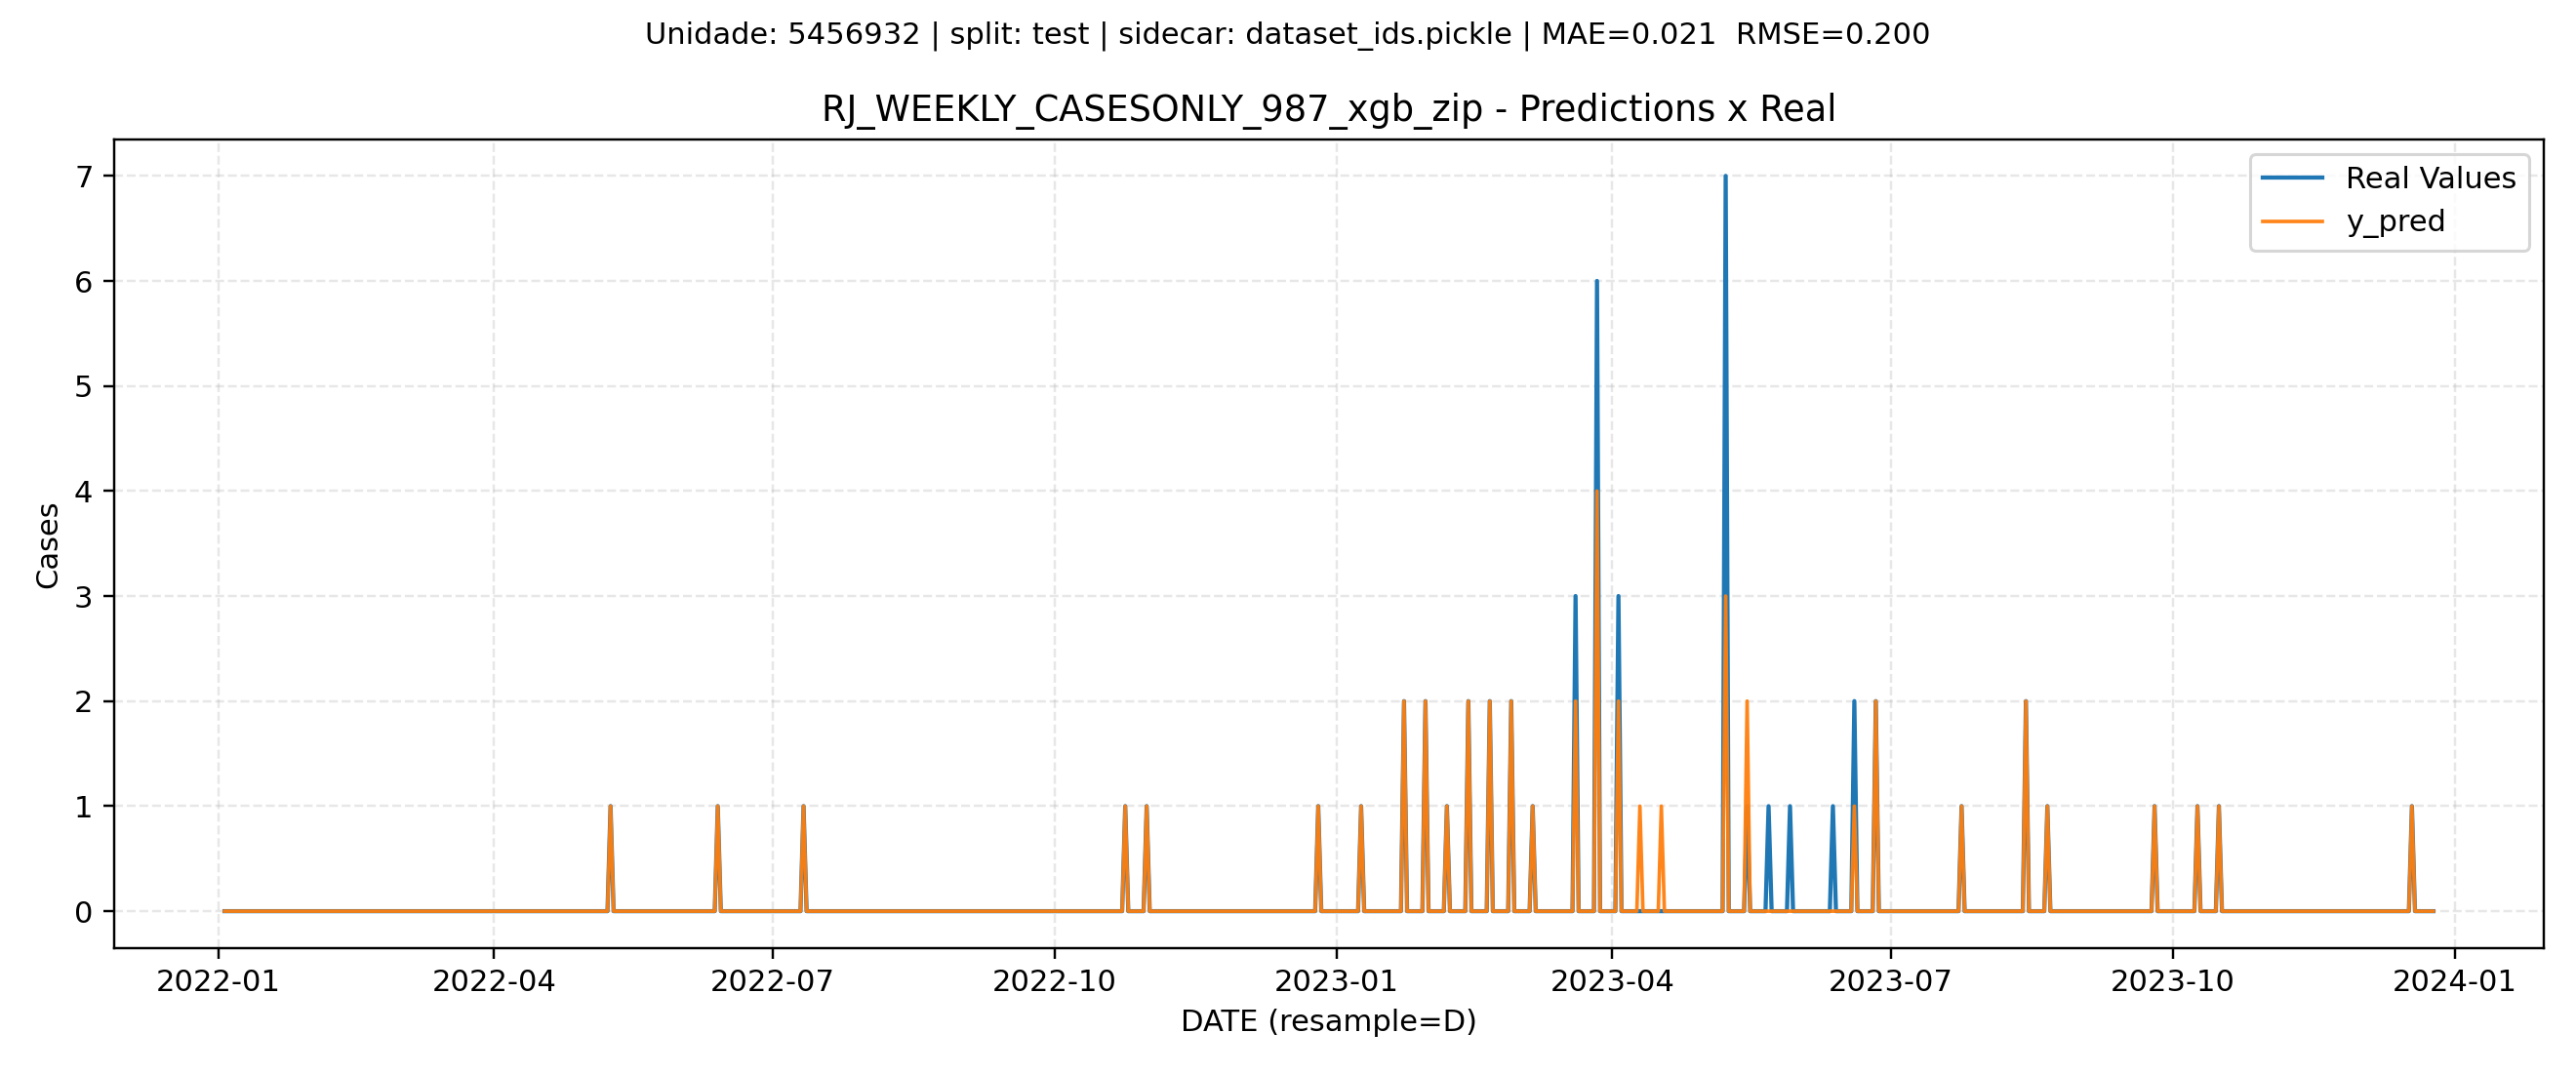 Unidade: 5456932 | split: test | sidecar: dataset_ids.pickle | MAE=0.021  RMSE=0.200
RJ_WEEKLY_CASESONLY_987_xgb_zip - Predictions x Real
Real Values
y_pred
7
6
5
4
3
2
1
0
Cases
2022-01
2022-04
2022-07
2022-10
2023-01
2023-04
2023-07
2023-10
2024-01
DATE (resample=D)